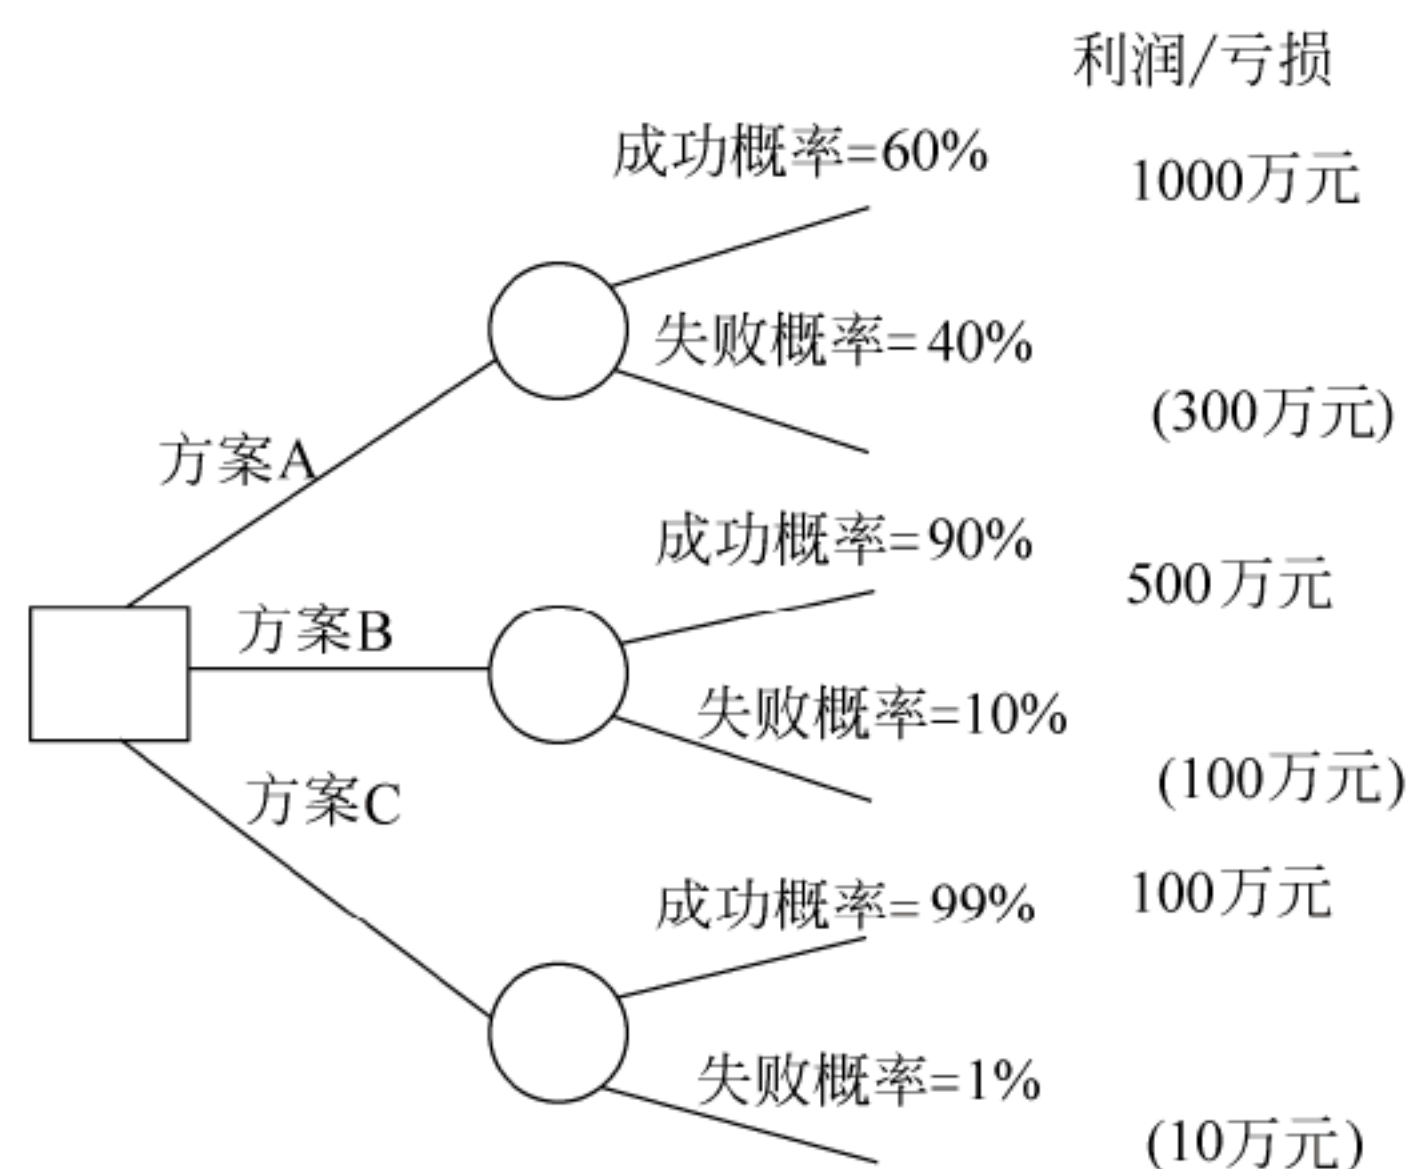 利润/亏损
成功概率=60%
1000万元
失败概率=40%
(300万元)
方案A
成功概率=90%
500万元
方案B
失败概率=10%
(100万元)
方案C
成功概率=99%
100万元
失败概率=1%
(10万元)